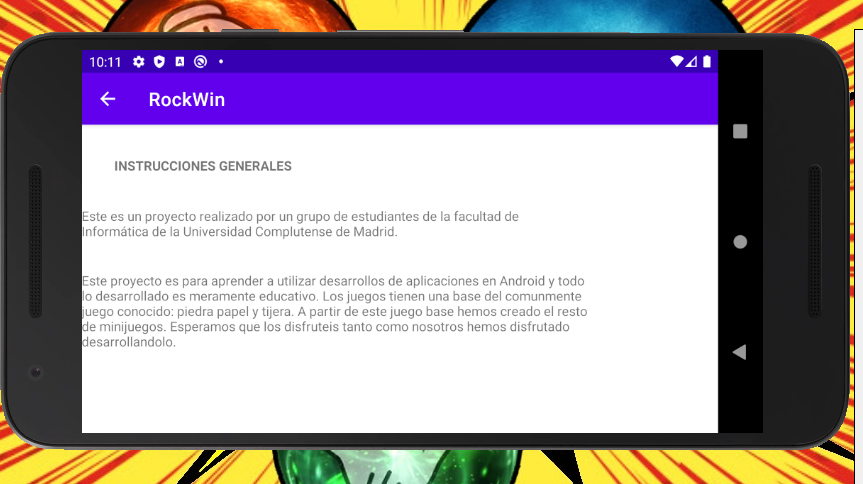 10:11
RockWin
INSTRUCCIONES GENERALES
Este es un proyecto realizado por un grupo de estudiantes de la facultad de
Informática de la Universidad Complutense de Madrid.
Este proyecto es para aprender a utilizar desarrollos de aplicaciones en Android y todo
lo desarrollado es meramente educativo. Los juegos tienen una base del comunmente
juego conocido: piedra papel y tijera. A partir de este juego base hemos creado el resto
de minijuegos. Esperamos que los disfruteis tanto como nosotros hemos disfrutado
desarrollandolo.